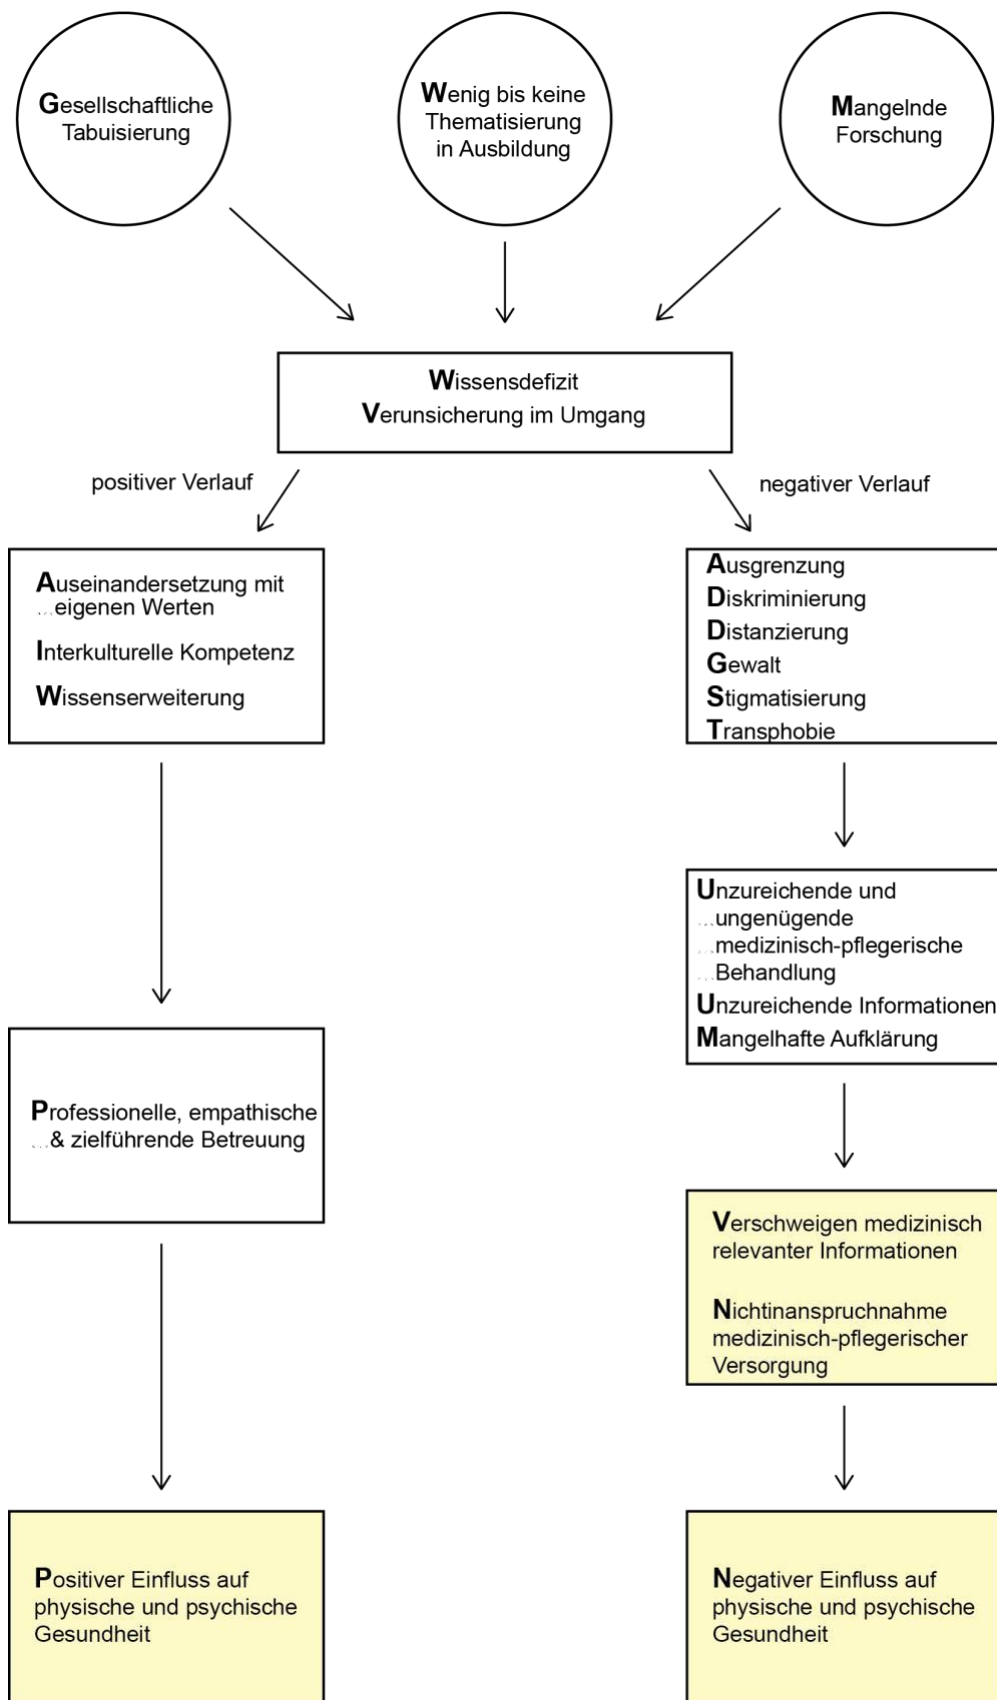 Gesellschaftliche
Tabuisierung
Wenig bis keine
Thematisierung
in Ausbildung
Mangelnde
Forschung
Wissensdefizit
Verunsicherung im Umgang
positiver Verlauf
negativer Verlauf
Auseinandersetzung mit
...eigenen Werten
Interkulturelle Kompetenz
Wissenserweiterung
Ausgrenzung
Diskriminierung
Distanzierung
Gewalt
Stigmatisierung
Transphobie
Unzureichende und
...ungenügende
...medizinisch-pflegerische
...Behandlung
Unzureichende Informationen
Mangelhafte Aufklärung
Professionelle, empathische
...& zielführende Betreuung
Verschweigen medizinisch
relevanter Informationen
Nichtinanspruchnahme
medizinisch-pflegerischer
Versorgung
Positiver Einfluss auf
physische und psychische
Gesundheit
Negativer Einfluss auf
physische und psychische
Gesundheit